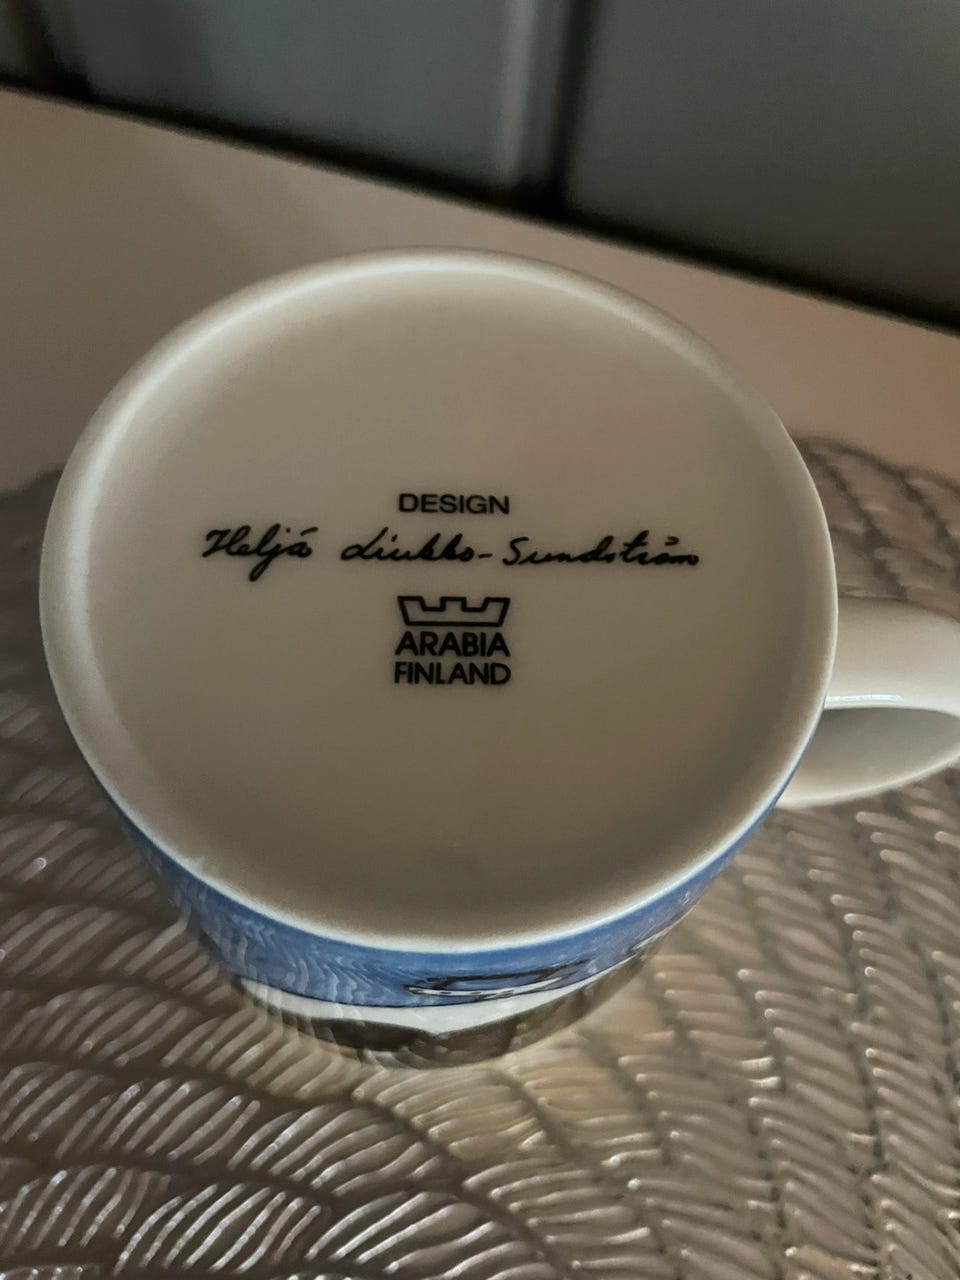 DESIGN
Heljä Liukko-Sundström
ARABIA
FINLAND